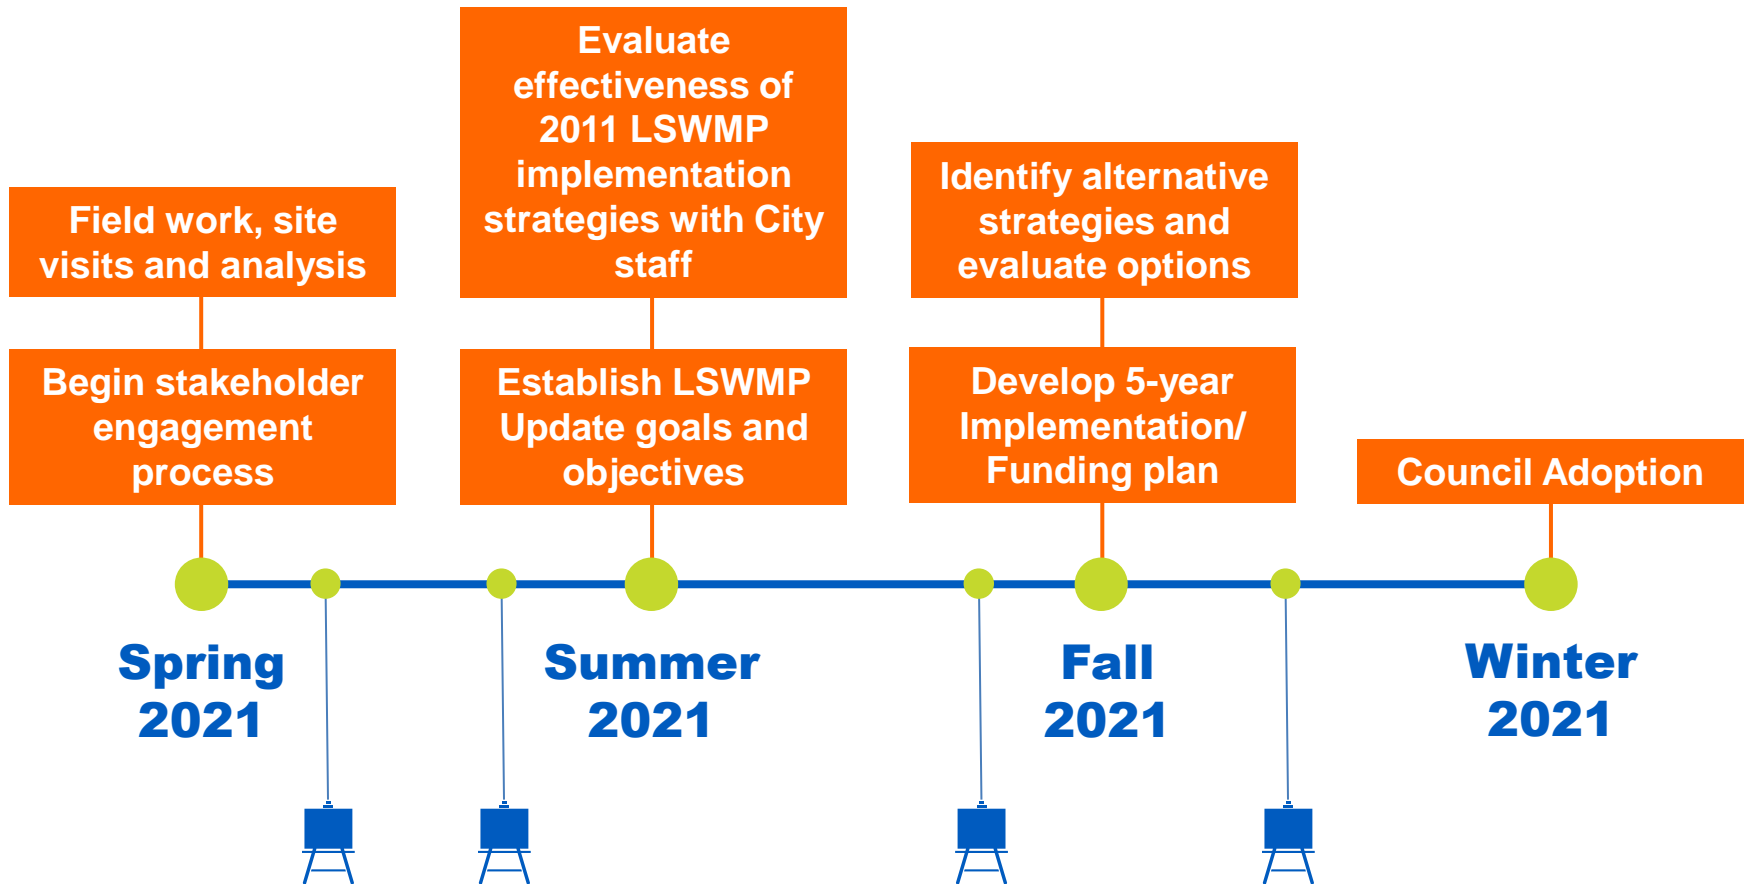 Field work, site
visits and analysis
Begin stakeholder
engagement
process
Evaluate
effectiveness of
2011 LSWMP
implementation
strategies with City
staff
Establish LSWMP
Update goals and
objectives
Identify alternative
strategies and
evaluate options
Develop 5-year
Implementation/
Funding plan
Council Adoption
Spring
2021
Summer
2021
Fall
2021
Winter
2021